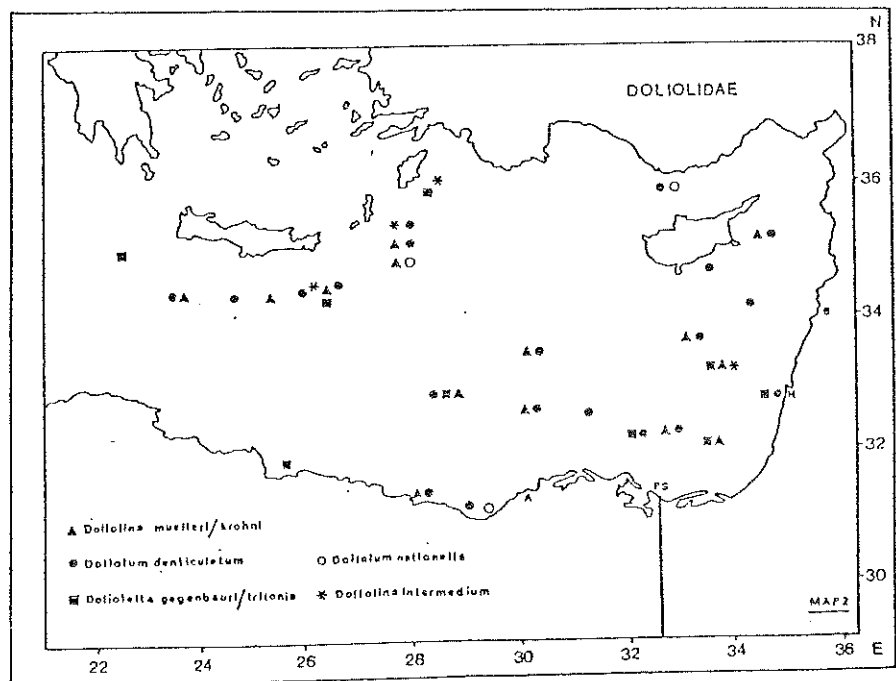 N
38
DOLIOLIDAE
36
34
H
32
PS
A
▲ Doliolina muelleri/krohni
● Doliolum denticulatum
○ Doliolum nationalis
Dolioletta gegenbauri/tritonis
* Doliolina intermedium
30
MAP2
22 24 26 28 30 32 34 36 E